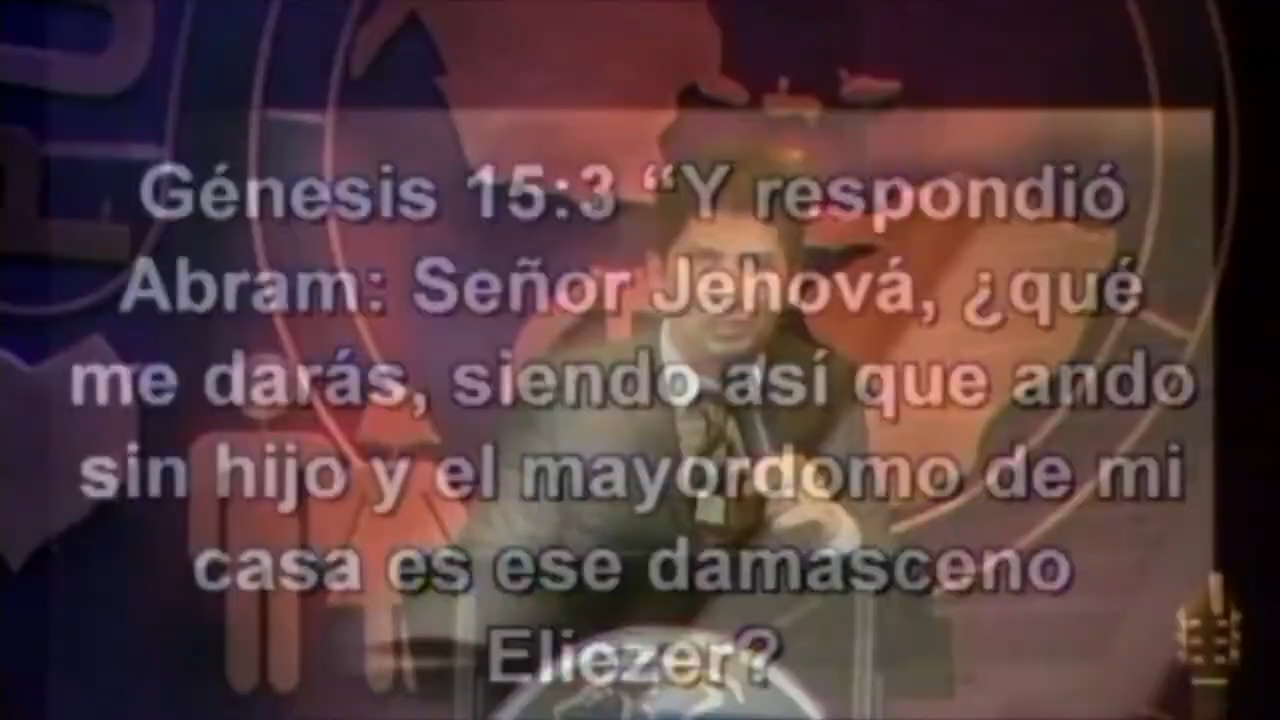 Génesis 15:3 “Y respondió
Abram: Señor Jehová, ¿qué
me darás, siendo así que ando
sin hijo y el mayordomo de mi
casa es ese damasceno
Eliezer?